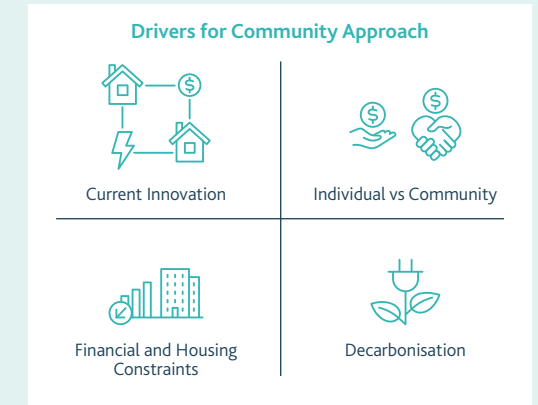 Drivers for Community Approach
$
$
$
Current Innovation
Individual vs Community
Financial and Housing
Constraints
Decarbonisation